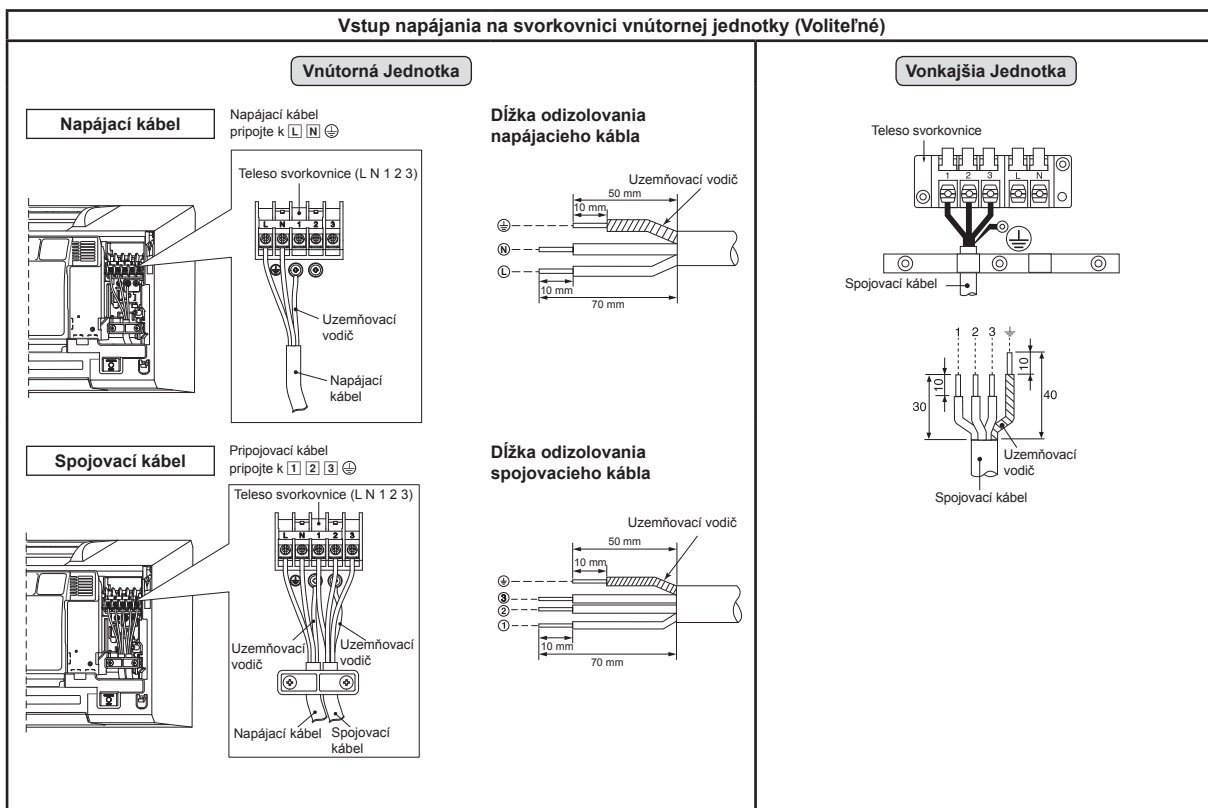 Vstup napájania na svorkovnici vnútornej jednotky (Voliteľné)
Vnútorná Jednotka
Napájací kábel
Napájací kábel
pripojte k L N ⏚
Teleso svorkovnice (L N 1 2 3)
L N 1 2 3
Uzemňovací
vodič
Napájací
kábel
Dĺžka odizolovania
napájacieho kábla
Uzemňovací vodič
50 mm
10 mm
⏚
N
L
10 mm
70 mm
Spojovací kábel
Pripojovací kábel
pripojte k 1 2 3 ⏚
Teleso svorkovnice (L N 1 2 3)
L N 1 2 3
Uzemňovací
vodič
Uzemňovací
vodič
Napájací kábel
Spojovací
kábel
Dĺžka odizolovania
spojovacieho kábla
Uzemňovací vodič
50 mm
10 mm
⏚
3
2
1
10 mm
70 mm
Vonkajšia Jednotka
Teleso svorkovnice
1 2 3 L N
Spojovací kábel
1 2 3 ⏚
10
10
30
40
Uzemňovací
vodič
Spojovací kábel